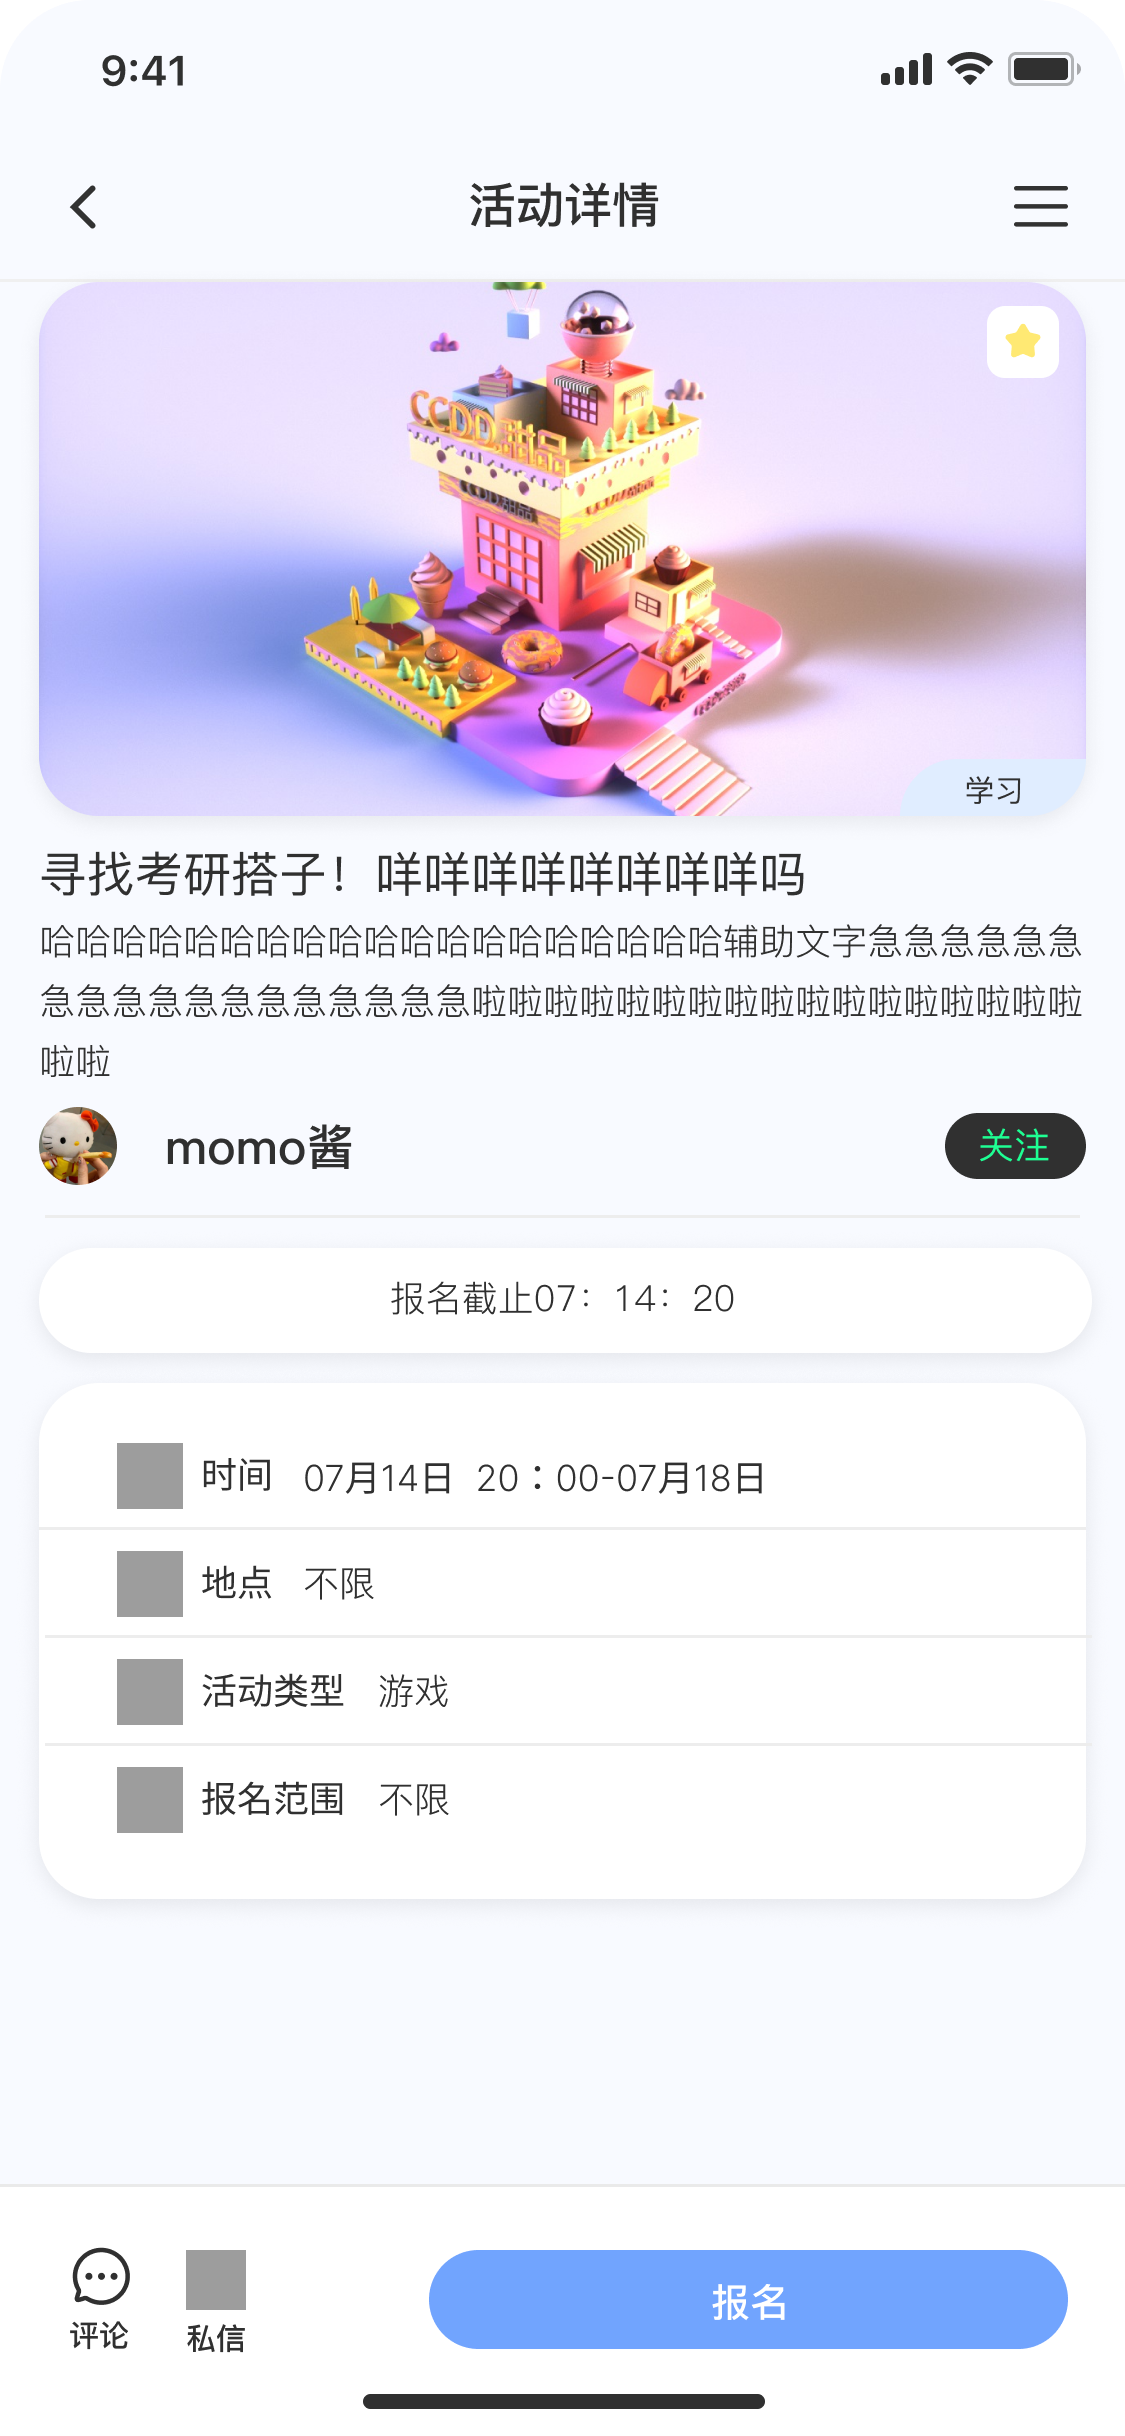 9:41
活动详情
CCDD.甜品
学习
寻找考研搭子！咩咩咩咩咩咩咩咩吗
哈哈哈哈哈哈哈哈哈哈哈哈哈哈哈哈哈哈哈辅助文字急急急急急急
急急急急急急急急急急急急啦啦啦啦啦啦啦啦啦啦啦啦啦啦啦啦啦
啦啦
momo酱
关注
报名截止07：14：20
时间 07月14日 20：00-07月18日
地点 不限
活动类型 游戏
报名范围 不限
评论
私信
报名